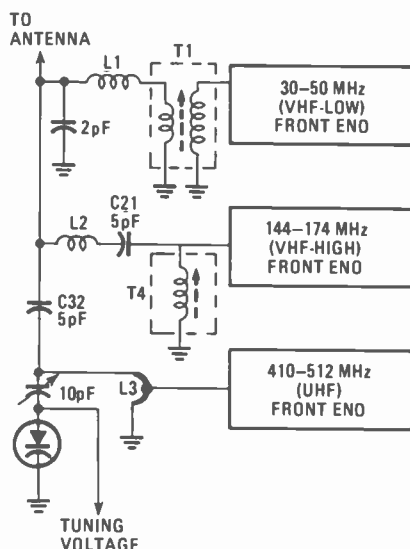 TO
ANTENNA
L1
T1
2pF
30–50 MHz
(VHF-LOW)
FRONT ENO
L2
C21
5pF
144–174 MHz
(VHF-HIGH)
FRONT ENO
T4
C32
5pF
10pF
L3
410–512 MHz
(UHF)
FRONT ENO
TUNING
VOLTAGE